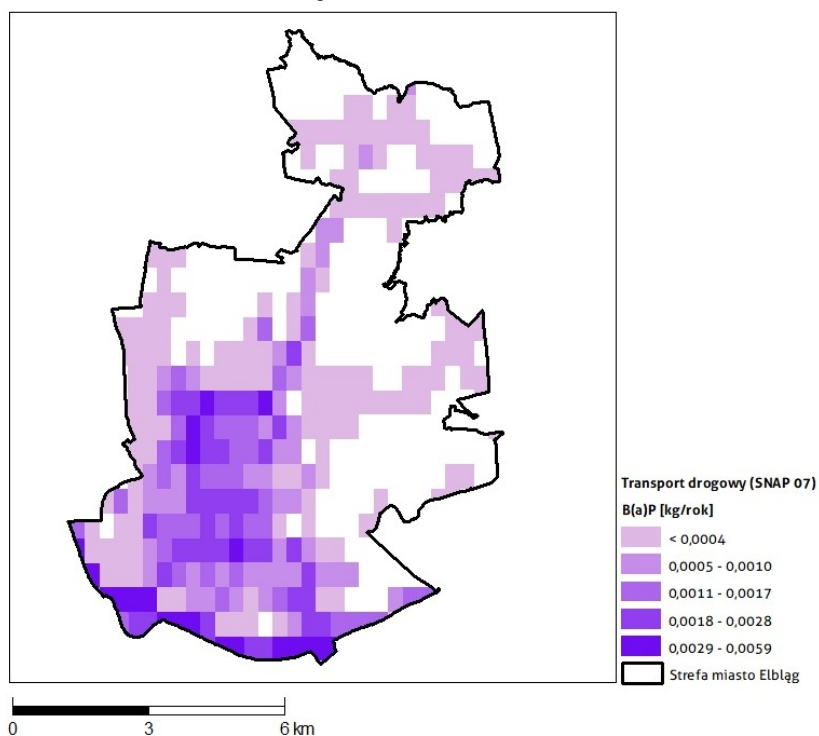 Transport drogowy (SNAP 07)
B(a)P [kg/rok]
< 0,0004
0,0005 - 0,0010
0,0011 - 0,0017
0,0018 - 0,0028
0,0029 - 0,0059
Strefa miasto Elbląg
0 3 6 km